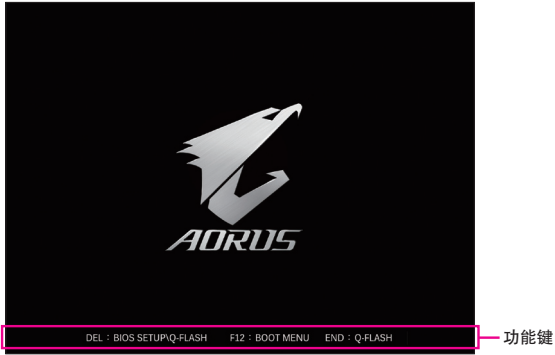 AORUS
DEL : BIOS SETUP\Q-FLASH F12 : BOOT MENU END : Q-FLASH
功能键